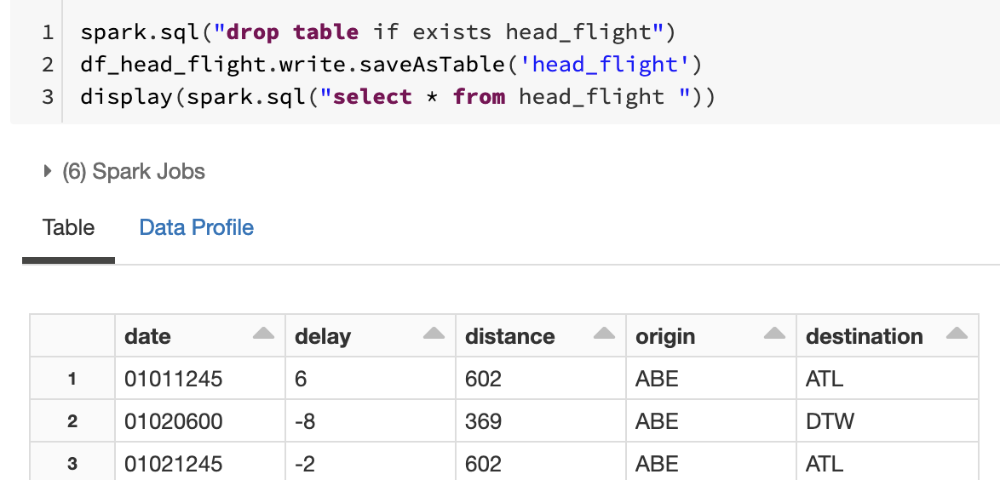 1 spark.sql("drop table if exists head_flight")
2 df_head_flight.write.saveAsTable('head_flight')
3 display(spark.sql("select * from head_flight "))
(6) Spark Jobs
Table Data Profile
date delay distance origin destination
1 01011245 6 602 ABE ATL
2 01020600 -8 369 ABE DTW
3 01021245 -2 602 ABE ATL